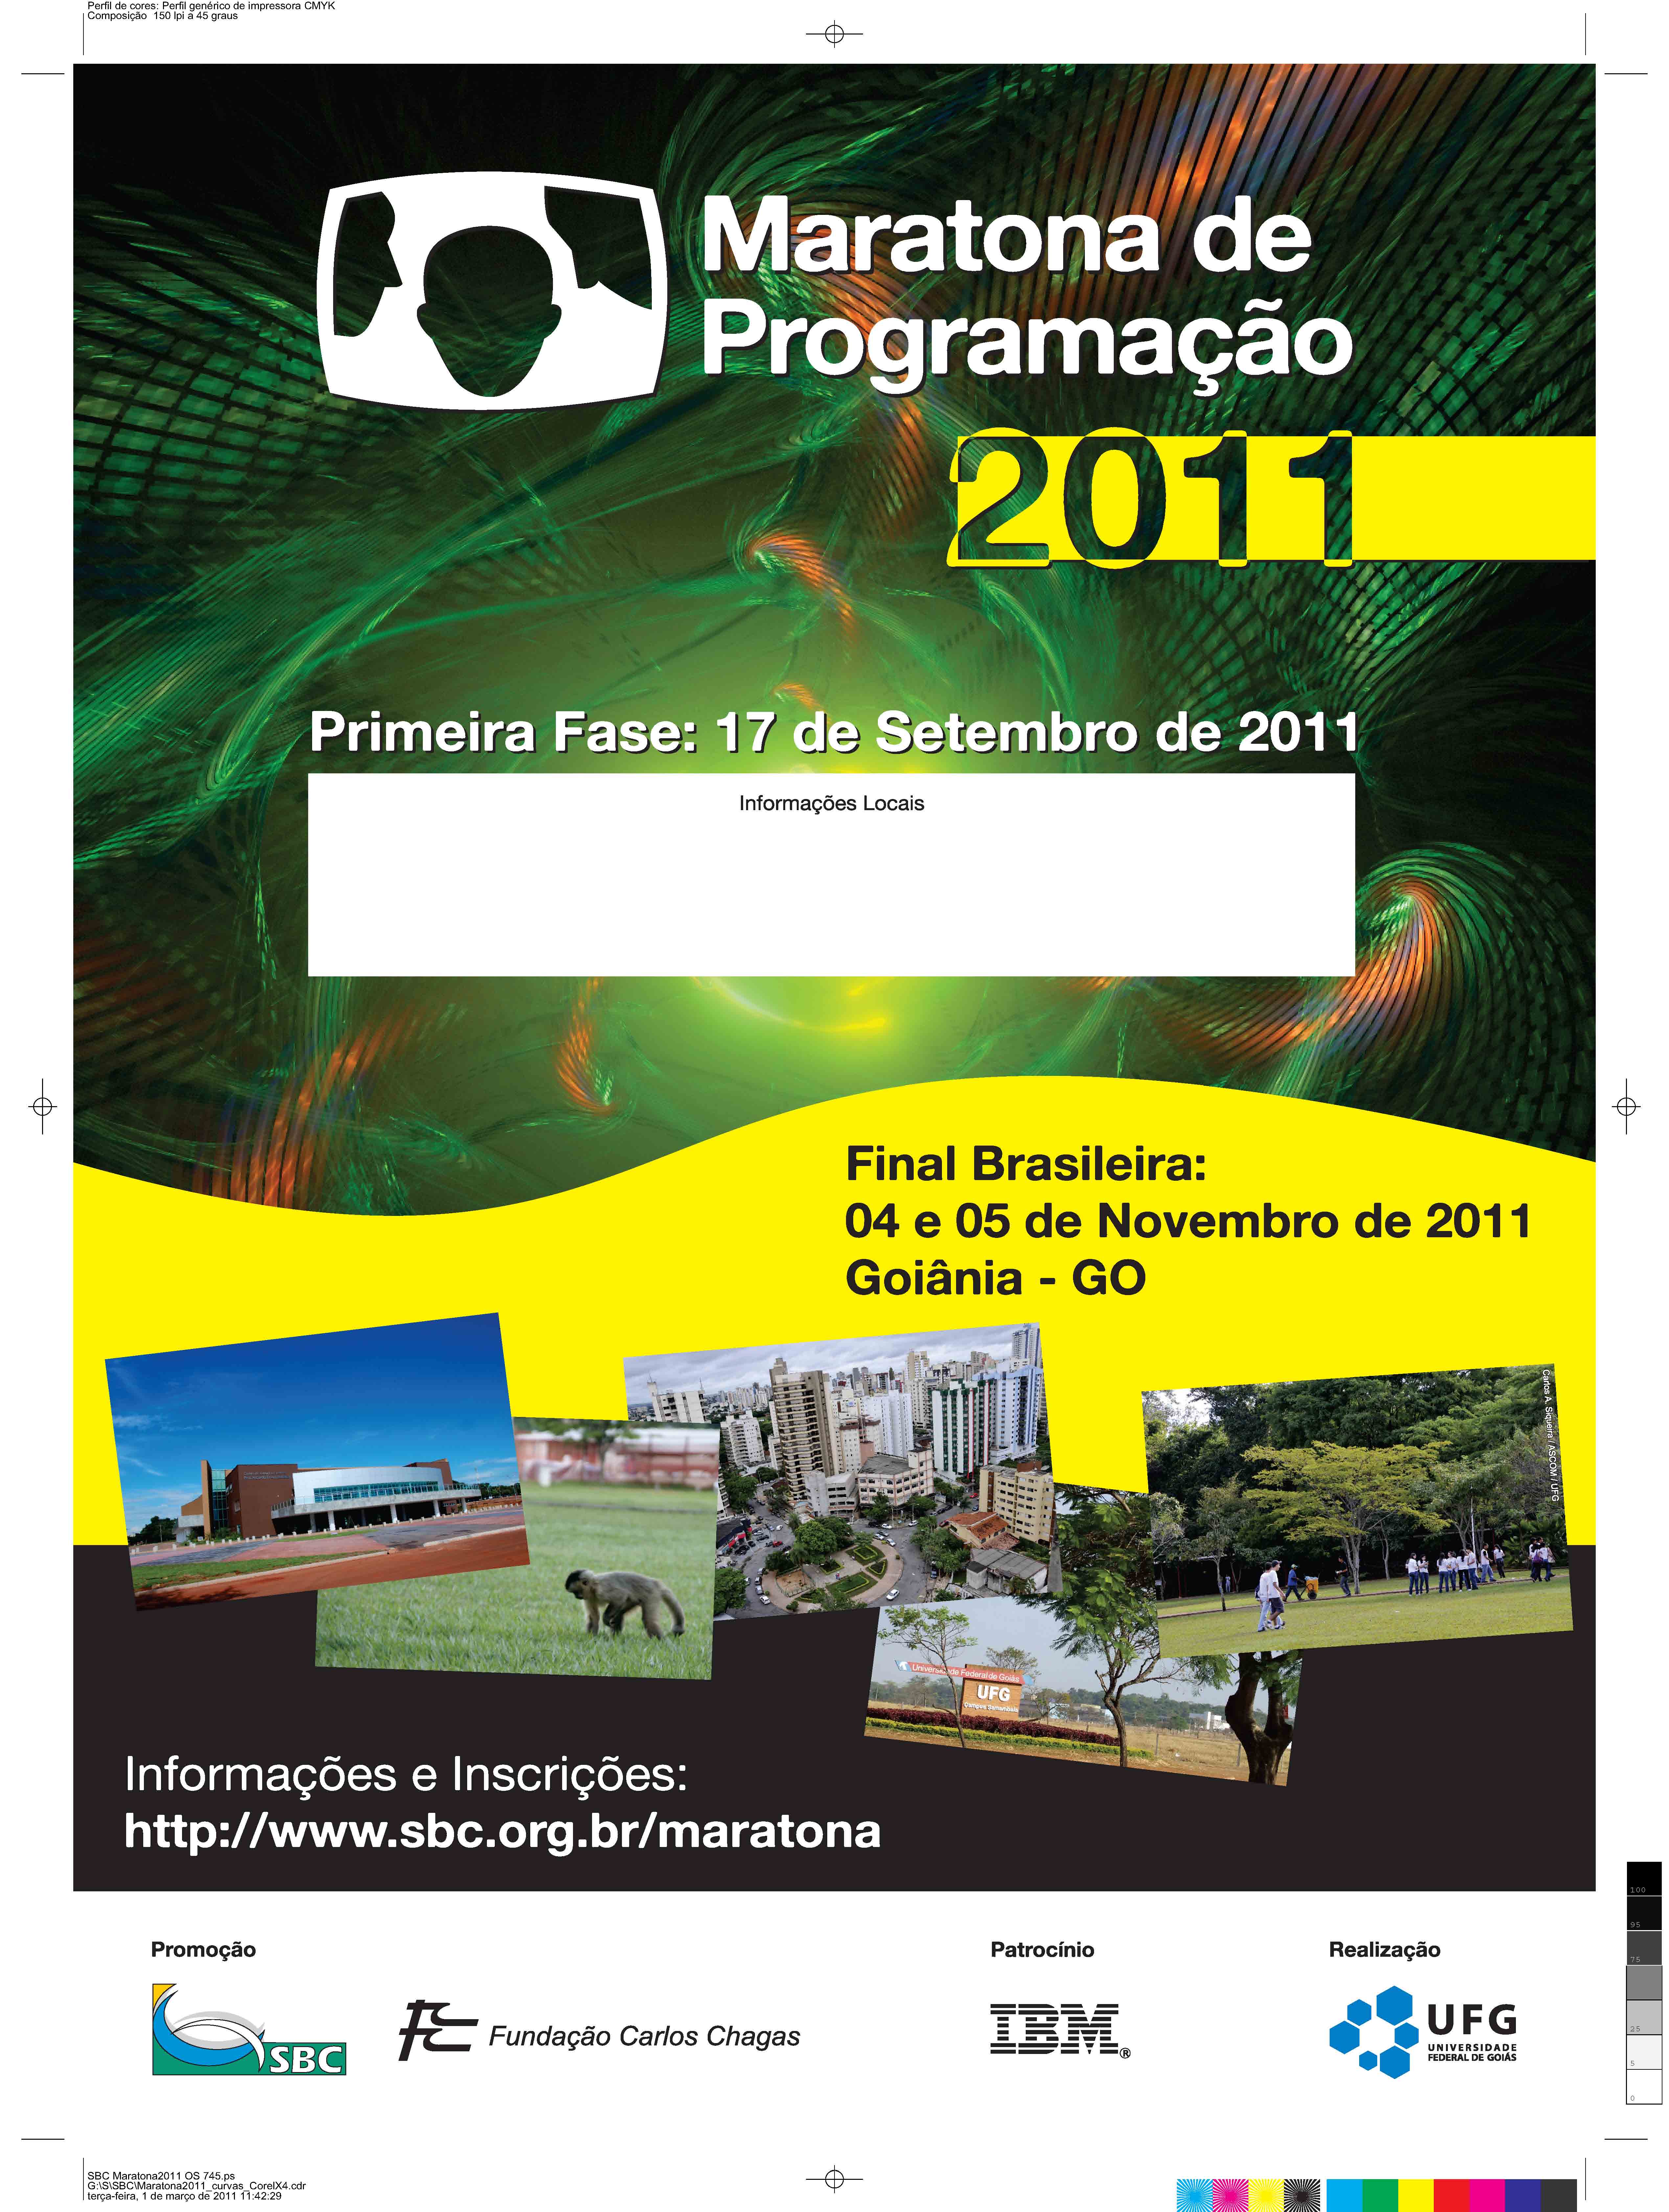 Perfil de cores: Perfil genérico de impressora CMYK
Composição 150 lpi a 45 graus
Maratona de
Programação
2011
Primeira Fase: 17 de Setembro de 2011
Informações Locais
Final Brasileira:
04 e 05 de Novembro de 2011
Goiânia - GO
Carlos A. Siqueira / ASCOM / UFG
Universidade Federal de Goiás
UFG
Campus Samambaia
Informações e Inscrições:
http://www.sbc.org.br/maratona
100
95
75
25
5
0
Promoção
Patrocínio
Realização
SBC
FC
Fundação Carlos Chagas
IBM®
UFG
UNIVERSIDADE
FEDERAL DE GOIÁS
SBC Maratona2011 OS 745.ps
G:\S\SBC\Maratona2011_curvas_CorelX4.cdr
terça-feira, 1 de março de 2011 11:42:29